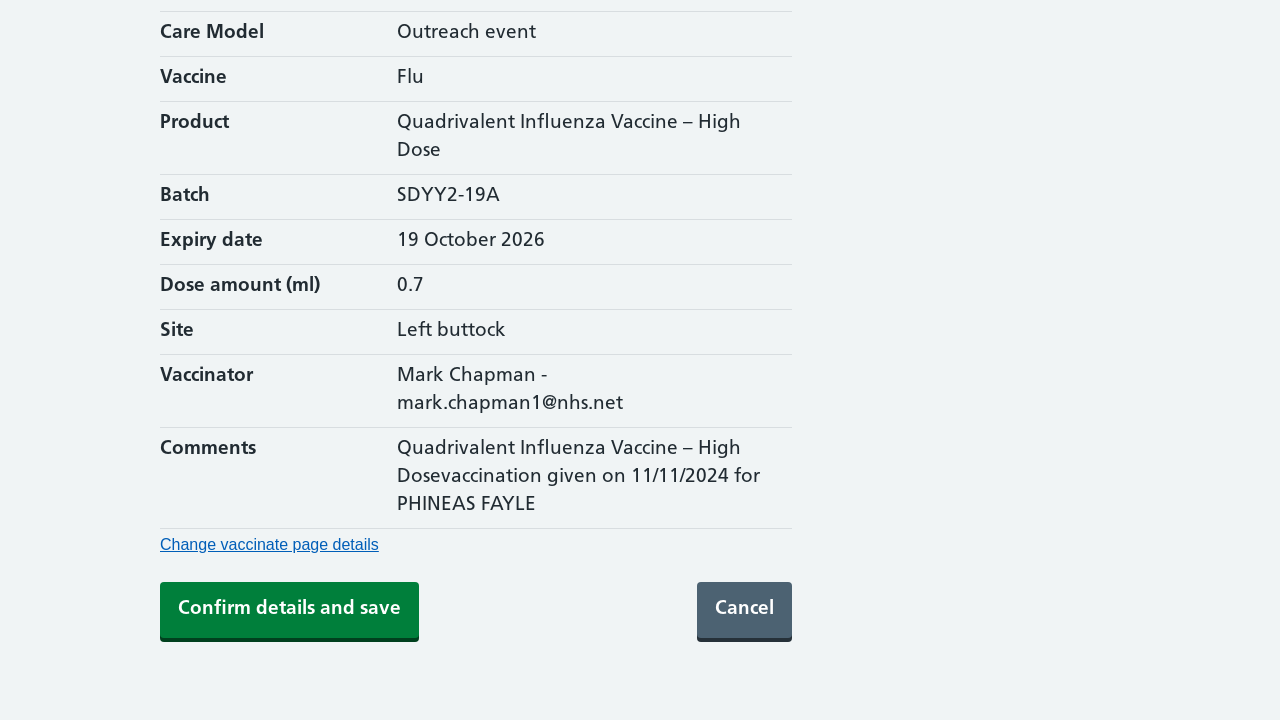 Care Model Outreach event
Vaccine Flu
Product Quadrivalent Influenza Vaccine – High
Dose
Batch SDYY2-19A
Expiry date 19 October 2026
Dose amount (ml) 0.7
Site Left buttock
Vaccinator Mark Chapman -
mark.chapman1@nhs.net
Comments Quadrivalent Influenza Vaccine – High
Dosevaccination given on 11/11/2024 for
PHINEAS FAYLE
Change vaccinate page details
Confirm details and save Cancel